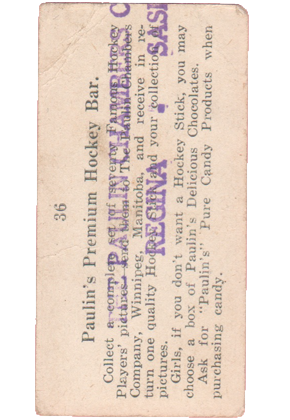 36
Paulin's Premium Hockey Bar.
Collect a complete set of seventy Famous Hockey
Players' pictures. Send them to The Paulin Chambers
Company, Winnipeg, Manitoba, and receive in re-
turn one quality Hockey Stick and your collection of
pictures.
Girls, if you don't want a Hockey Stick, you may
choose a box of Paulin's Delicious Chocolates.
Ask for "Paulin's" Pure Candy Products when
purchasing candy.
PAULIN CHAMBERS C
REGINA • SASK